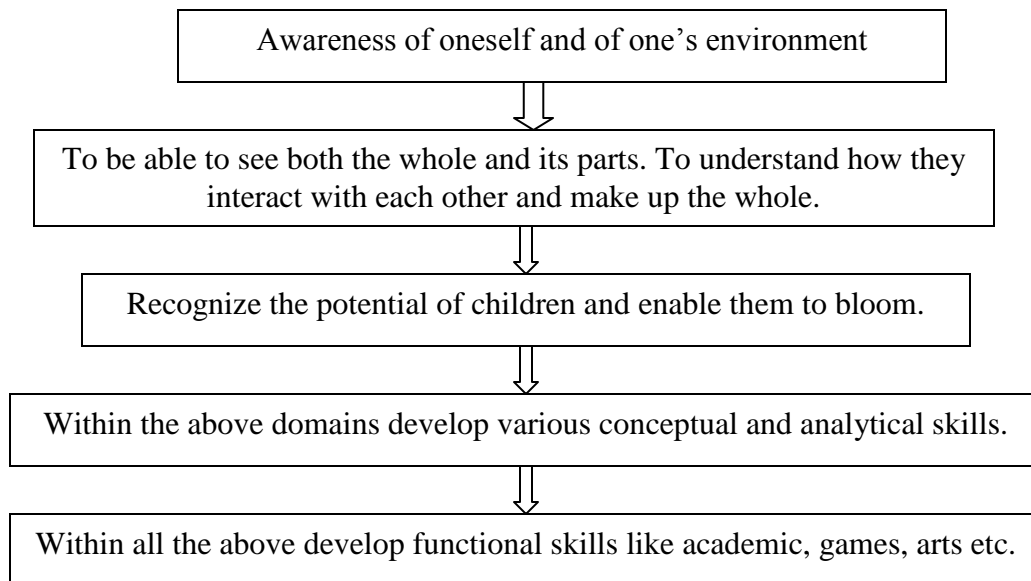 Awareness of oneself and of one’s environment
To be able to see both the whole and its parts. To understand how they
interact with each other and make up the whole.
Recognize the potential of children and enable them to bloom.
Within the above domains develop various conceptual and analytical skills.
Within all the above develop functional skills like academic, games, arts etc.